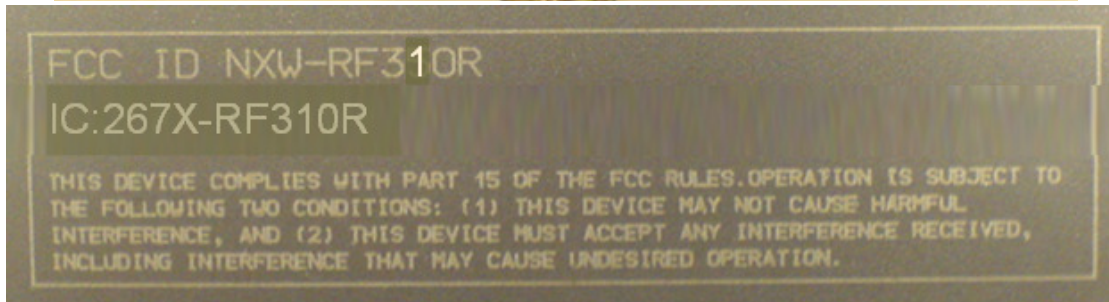 FCC ID NXW-RF310R
IC:267X-RF310R
THIS DEVICE COMPLIES WITH PART 15 OF THE FCC RULES.OPERATION IS SUBJECT TO
THE FOLLOWING TWO CONDITIONS: (1) THIS DEVICE MAY NOT CAUSE HARMFUL
INTERFERENCE, AND (2) THIS DEVICE MUST ACCEPT ANY INTERFERENCE RECEIVED,
INCLUDING INTERFERENCE THAT MAY CAUSE UNDESIRED OPERATION.